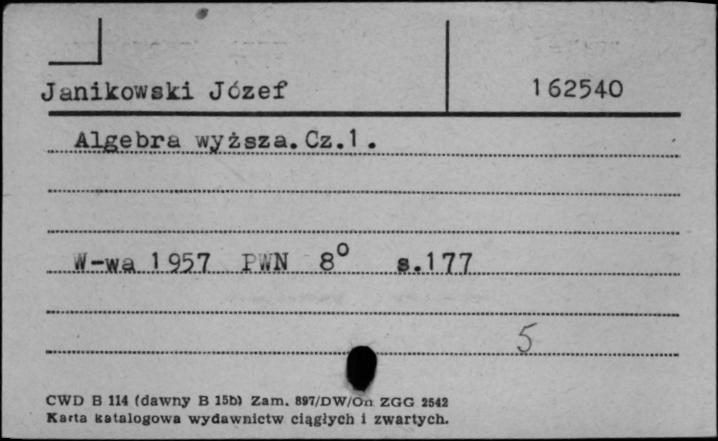 Janikowski Józef 162540
Algebra wyższa. Cz.1.
W-wa 1957 PWN 8° s.177
5
CWD B 114 (dawny B 15b) Zam. 897/DW/On ZGG 2542
Karta katalogowa wydawnictw ciągłych i zwartych.